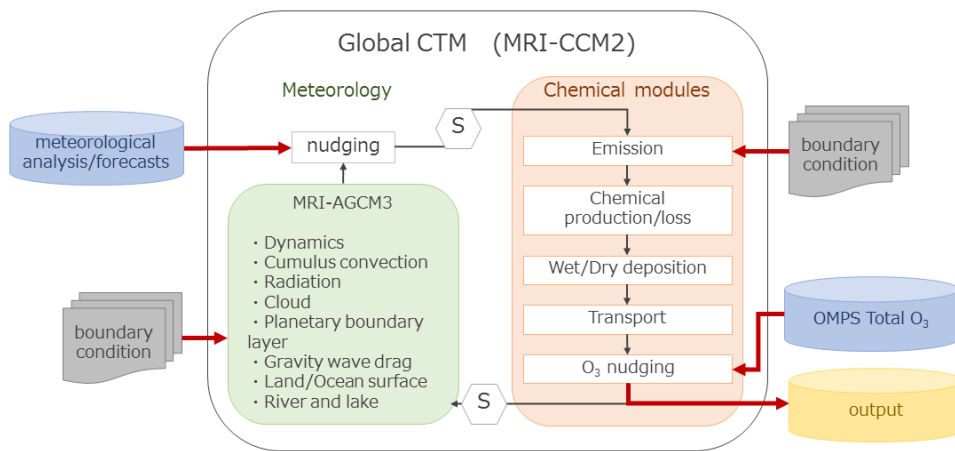 Global CTM (MRI-CCM2)
Meteorology
Chemical modules
S
meteorological
analysis/forecasts
nudging
Emission
boundary
condition
MRI-AGCM3
・Dynamics
・Cumulus convection
・Radiation
・Cloud
・Planetary boundary
layer
・Gravity wave drag
・Land/Ocean surface
・River and lake
Chemical
production/loss
Wet/Dry deposition
Transport
O₃ nudging
boundary
condition
OMPS Total O₃
S
output